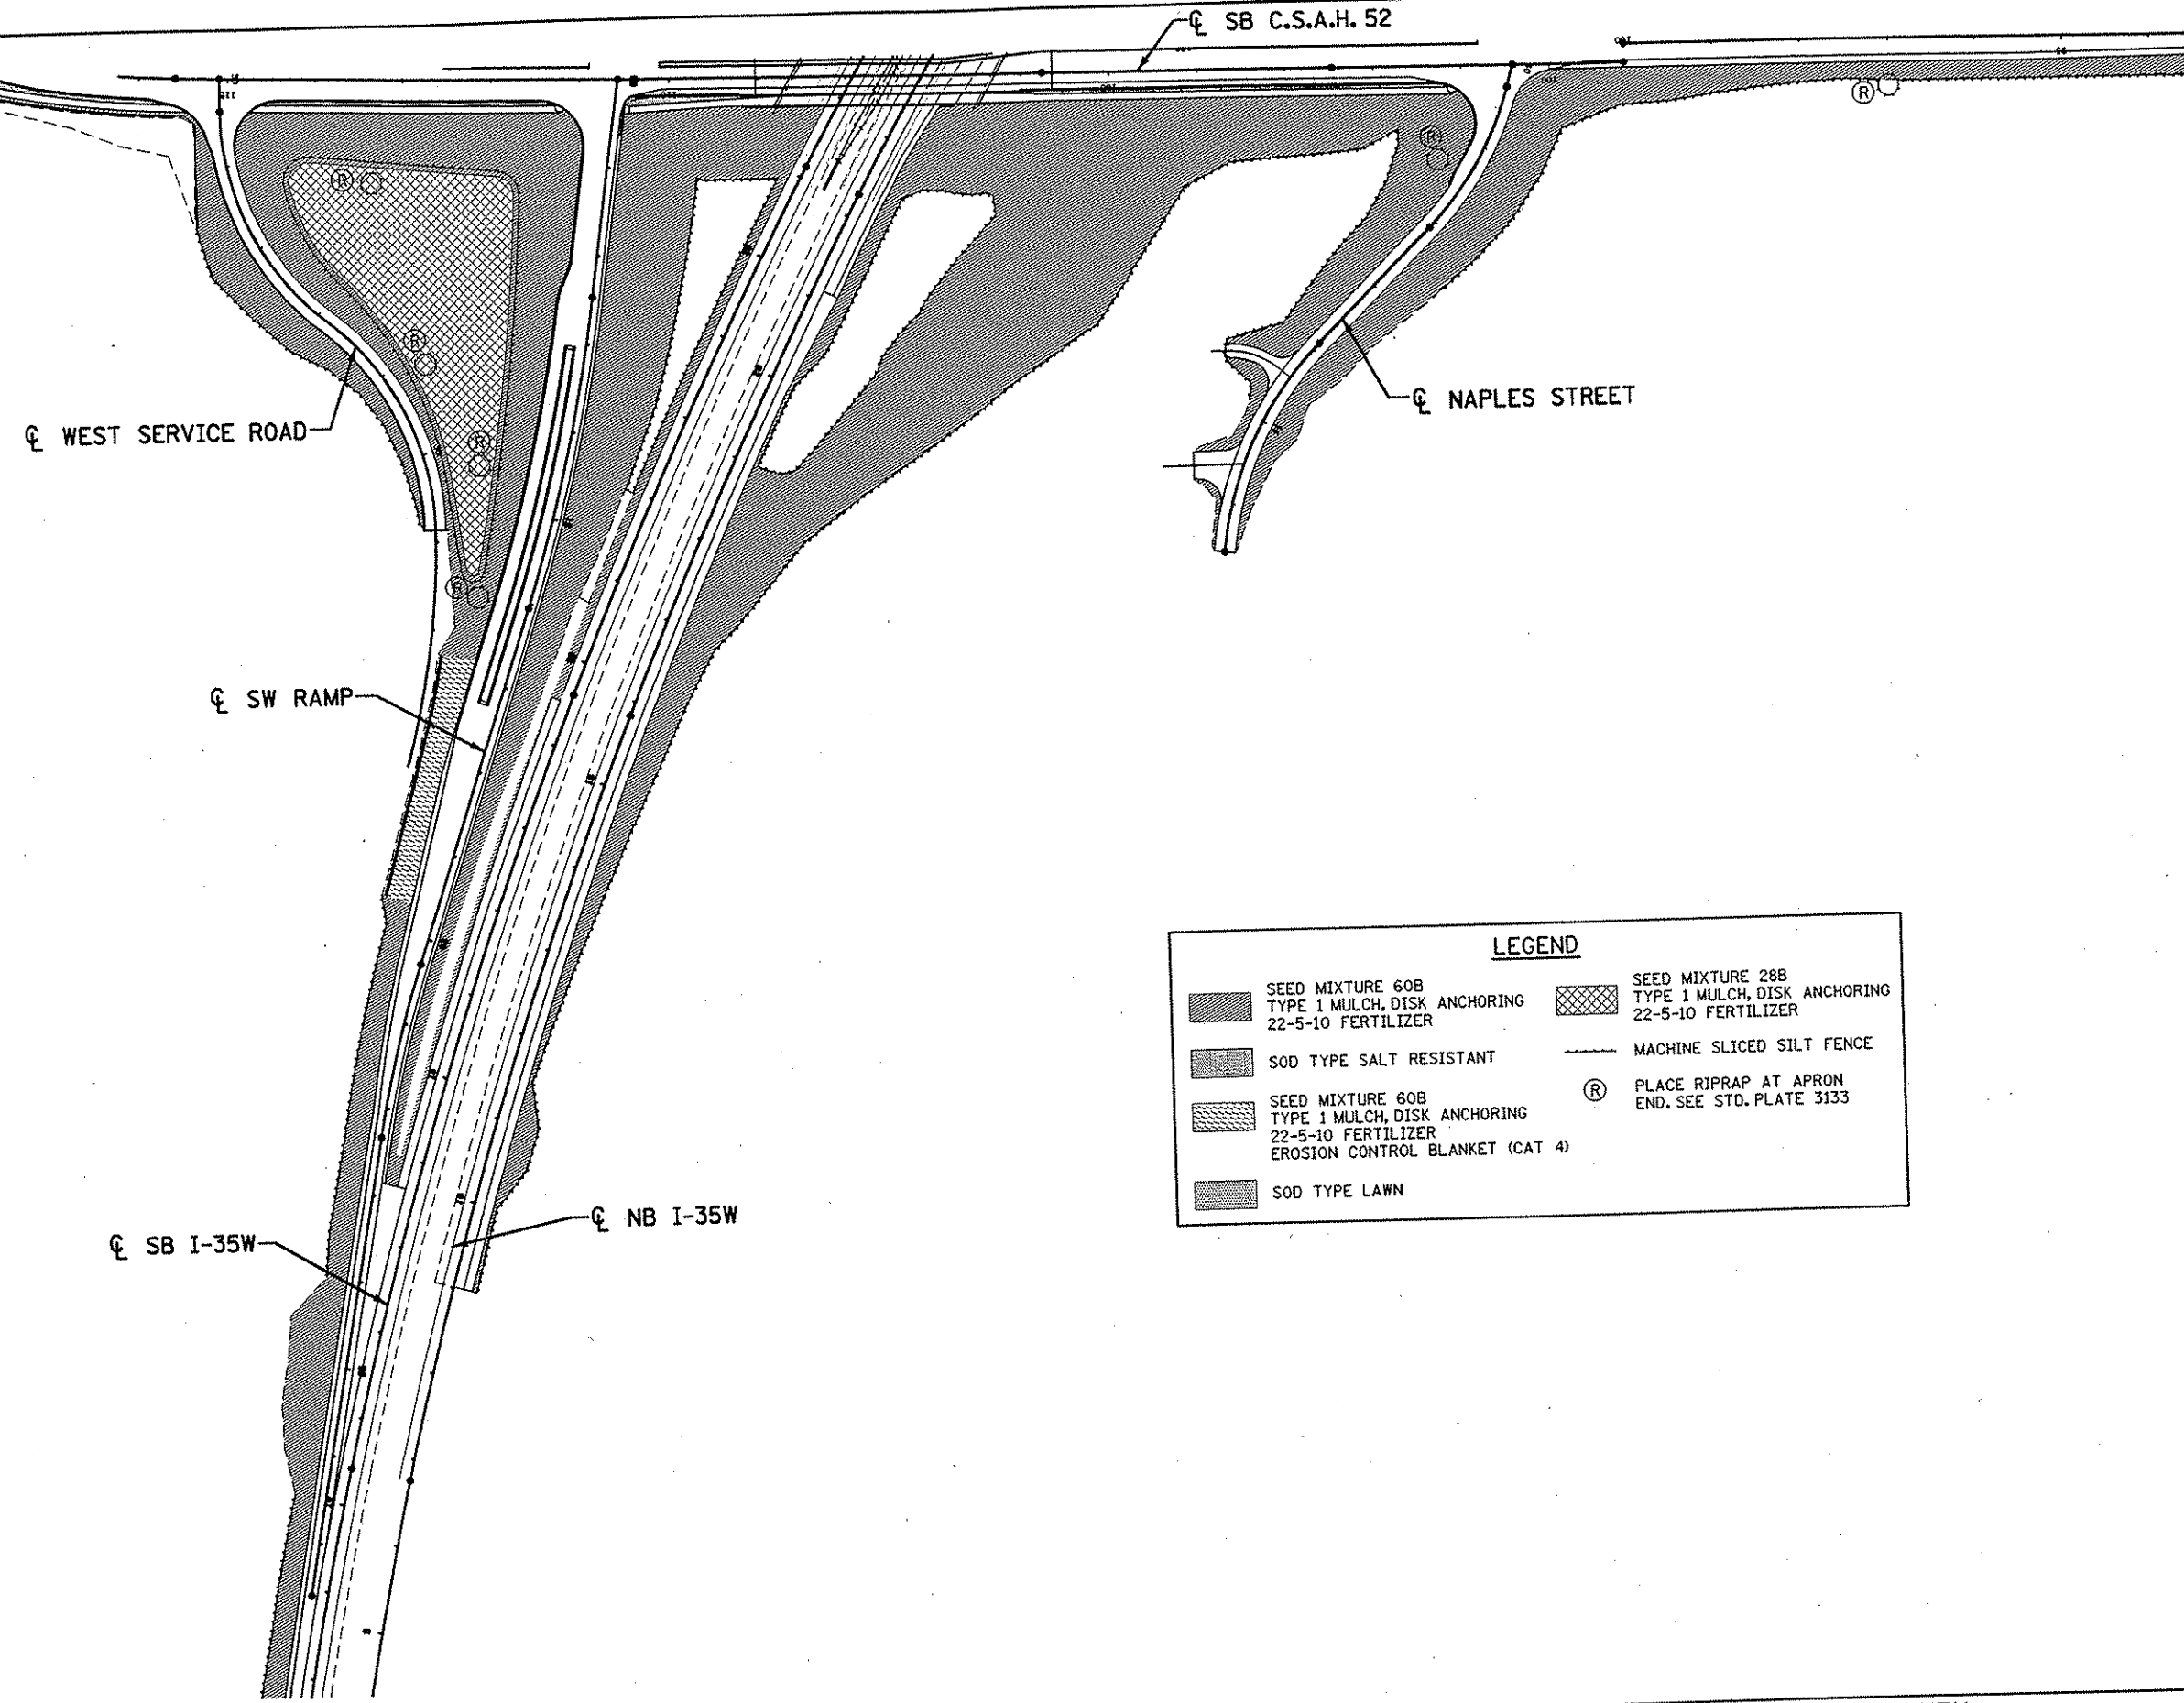 ℄ SB C.S.A.H. 52
℄ WEST SERVICE ROAD
℄ NAPLES STREET
℄ SW RAMP
℄ SB I-35W
℄ NB I-35W
R
R
R
R
R
R
LEGEND
SEED MIXTURE 60B
TYPE 1 MULCH, DISK ANCHORING
22-5-10 FERTILIZER
SOD TYPE SALT RESISTANT
SEED MIXTURE 60B
TYPE 1 MULCH, DISK ANCHORING
22-5-10 FERTILIZER
EROSION CONTROL BLANKET (CAT 4)
SOD TYPE LAWN
SEED MIXTURE 28B
TYPE 1 MULCH, DISK ANCHORING
22-5-10 FERTILIZER
MACHINE SLICED SILT FENCE
R
PLACE RIPRAP AT APRON
END. SEE STD. PLATE 3133